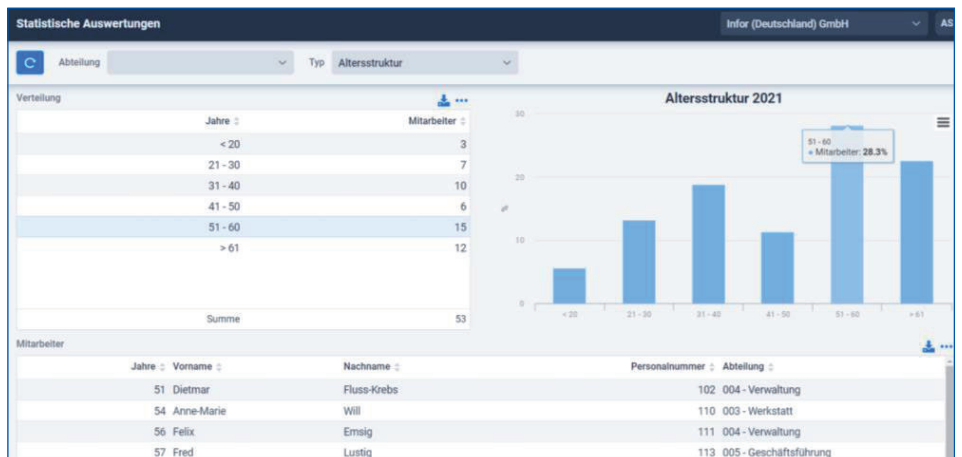 Statistische Auswertungen Infor (Deutschland) GmbH AS
Abteilung Typ Altersstruktur
Verteilung
Jahre Mitarbeiter
< 20 3
21 - 30 7
31 - 40 10
41 - 50 6
51 - 60 15
> 61 12
Summe 53
Altersstruktur 2021
30
20
10
0
%
51 - 60
Mitarbeiter: 28.3%
< 20 21 - 30 31 - 40 41 - 50 51 - 60 > 61
Mitarbeiter
Jahre Vorname Nachname Personalnummer Abteilung
51 Dietmar Fluss-Krebs 102 004 - Verwaltung
54 Anne-Marie Will 110 003 - Werkstatt
56 Felix Emsig 111 004 - Verwaltung
57 Fred Lustig 113 005 - Geschäftsführung